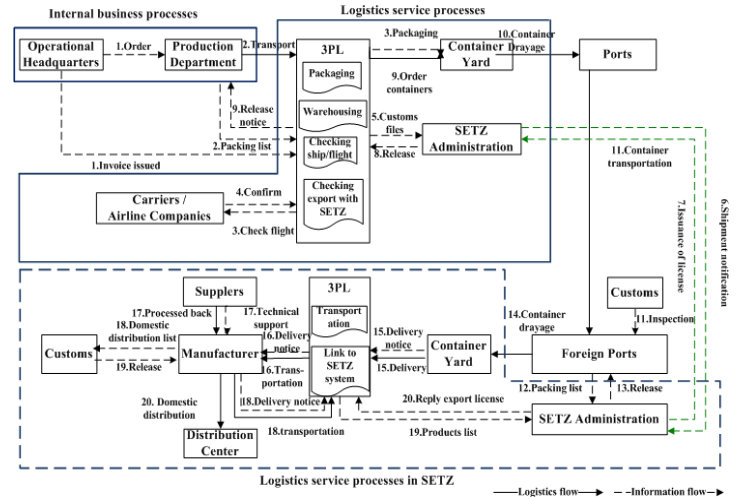 Internal business processes
Logistics service processes
Operational
Headquarters
1.Order
Production
Department
2.Transport
3PL
3.Packaging
Container
Yard
10.Container
Drayage
Ports
Packaging
9.Order
containers
9.Release
notice
Warehousing
5.Customs
files
SETZ
Administration
2.Packing list
Checking
ship/flight
8.Release
11.Container
transportation
1.Invoice issued
Checking
export with
SETZ
4.Confirm
Carriers /
Airline Companies
3.Check flight
7.Issuance of license
6.Shipment notification
Suppliers
3PL
Customs
17.Processed back
17.Technical
support
Transport
ation
14.Container
drayage
11.Inspection
18.Domestic
distribution list
16.Delivery
notice
15.Delivery
notice
Customs
Manufacturer
Link to
SETZ
system
Container
Yard
Foreign Ports
19.Release
16.Trans-
portation
15.Delivery
12.Packing list
13.Release
20. Domestic
distribution
18.Delivery notice
20.Reply export license
SETZ Administration
18.transportation
19.Products list
Distribution
Center
Logistics service processes in SETZ
Logistics flow
Information flow